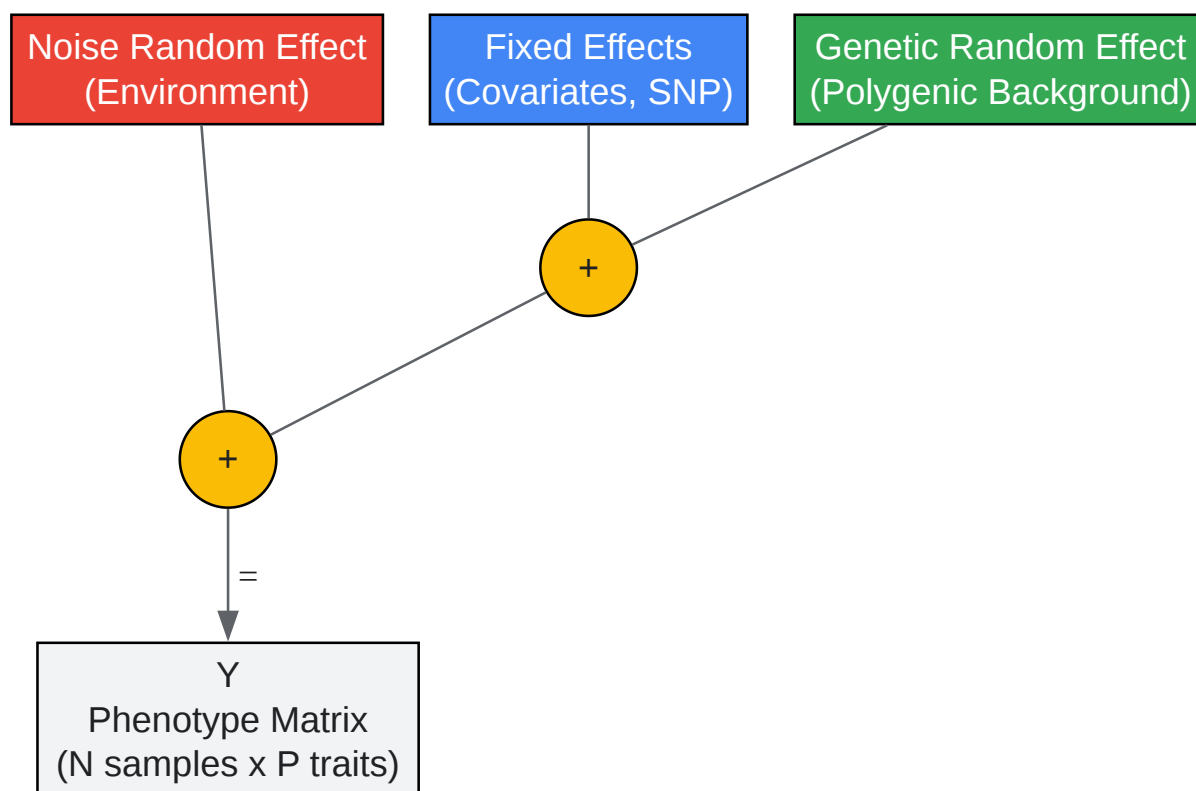 Noise Random Effect
(Environment)
Fixed Effects
(Covariates, SNP)
Genetic Random Effect
(Polygenic Background)
+
+
=
Y
Phenotype Matrix
(N samples x P traits)